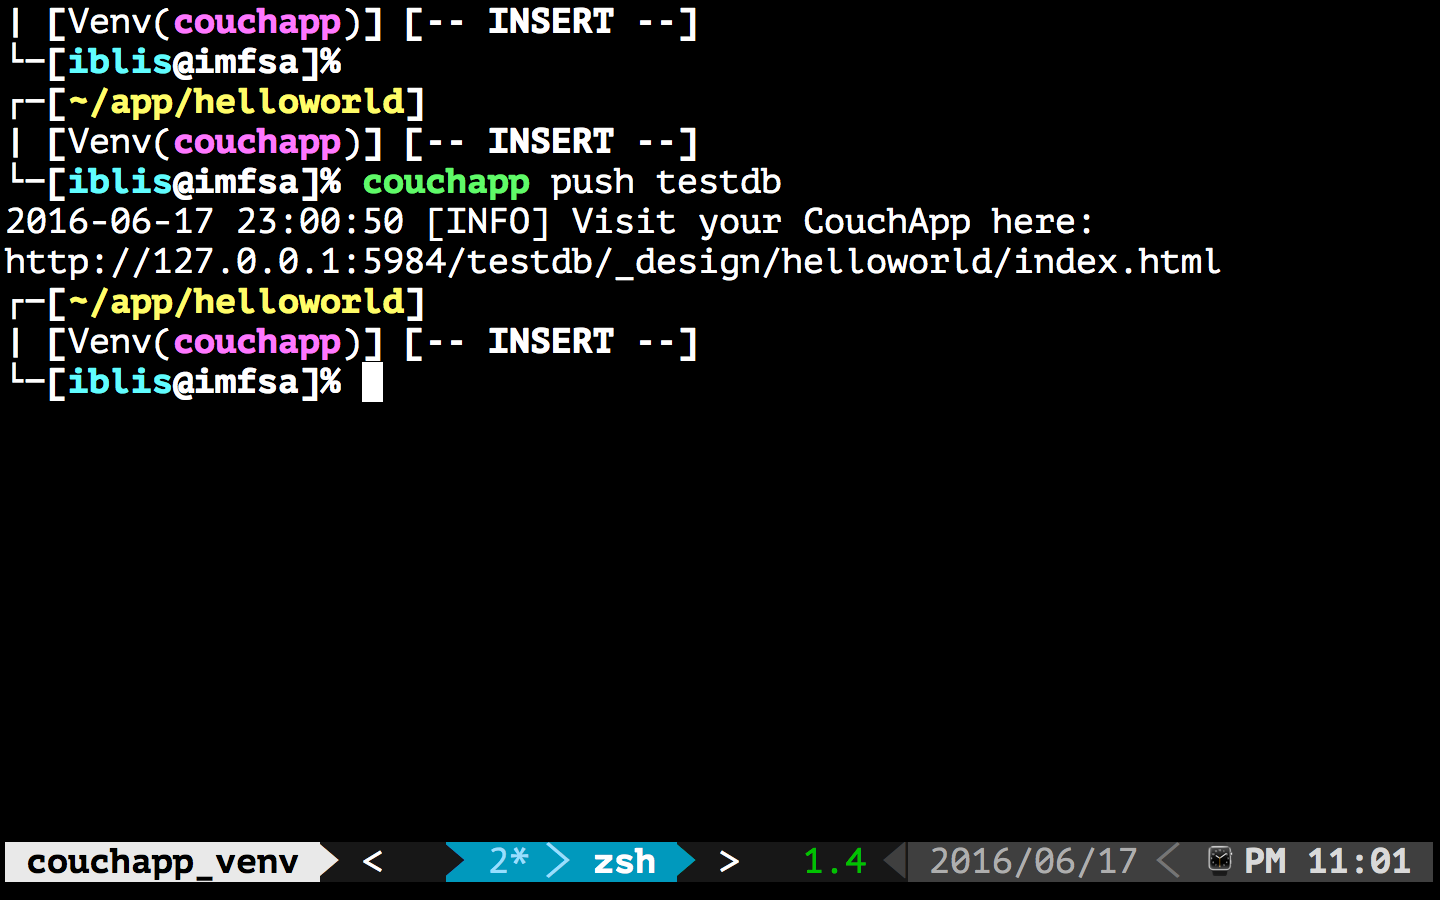 | [Venv(couchapp)] [-- INSERT --]
└─[iblis@imfsa]%
┌─[~/app/helloworld]
| [Venv(couchapp)] [-- INSERT --]
└─[iblis@imfsa]% couchapp push testdb
2016-06-17 23:00:50 [INFO] Visit your CouchApp here:
http://127.0.0.1:5984/testdb/_design/helloworld/index.html
┌─[~/app/helloworld]
| [Venv(couchapp)] [-- INSERT --]
└─[iblis@imfsa]%
couchapp_venv < 2* zsh > 1.4 2016/06/17 PM 11:01